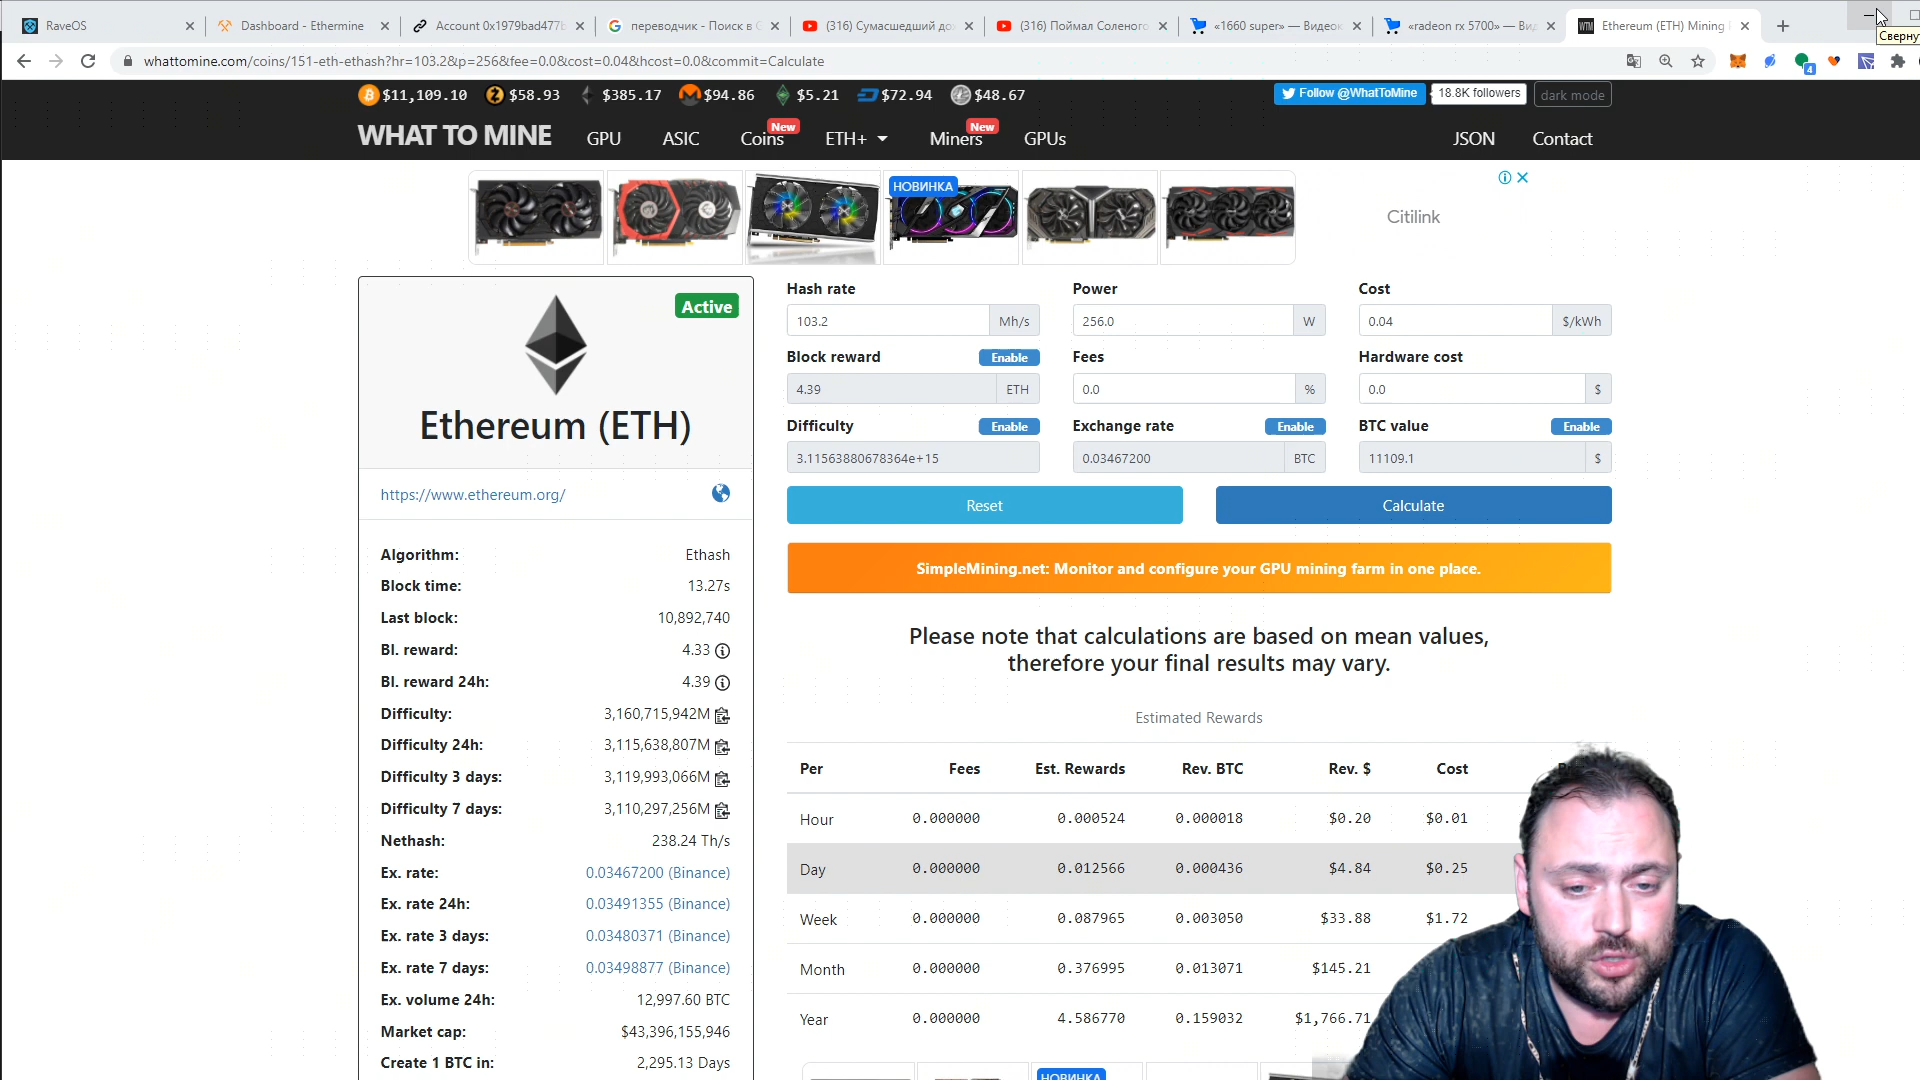 RaveOS
Dashboard - Ethermine
Account 0x1979bad477b
переводчик - Поиск в G
(316) Сумасшедший до
(316) Поймал Соленого
«1660 super» — Видеок
«radeon rx 5700» — Вид
Ethereum (ETH) Mining
Сверну
whattomine.com/coins/151-eth-ethash?hr=103.2&p=256&fee=0.0&cost=0.04&hcost=0.0&commit=Calculate
4
$11,109.10 $58.93 $385.17 $94.86 $5.21 $72.94 $48.67
Follow @WhatToMine 18.8K followers dark mode
WHAT TO MINE GPU ASIC Coins New ETH+ Miners New GPUs JSON Contact
НОВИНКА
Citilink
Active
Ethereum (ETH)
https://www.ethereum.org/
Algorithm: Ethash
Block time: 13.27s
Last block: 10,892,740
Bl. reward: 4.33
Bl. reward 24h: 4.39
Difficulty: 3,160,715,942M
Difficulty 24h: 3,115,638,807M
Difficulty 3 days: 3,119,993,066M
Difficulty 7 days: 3,110,297,256M
Nethash: 238.24 Th/s
Ex. rate: 0.03467200 (Binance)
Ex. rate 24h: 0.03491355 (Binance)
Ex. rate 3 days: 0.03480371 (Binance)
Ex. rate 7 days: 0.03498877 (Binance)
Ex. volume 24h: 12,997.60 BTC
Market cap: $43,396,155,946
Create 1 BTC in: 2,295.13 Days
Hash rate Power Cost
103.2 Mh/s 256.0 W 0.04 $/kWh
Block reward Enable Fees Hardware cost
4.39 ETH 0.0 % 0.0 $
Difficulty Enable Exchange rate Enable BTC value Enable
3.11563880678364e+15 0.03467200 BTC 11109.1 $
Reset Calculate
SimpleMining.net: Monitor and configure your GPU mining farm in one place.
Please note that calculations are based on mean values,
therefore your final results may vary.
Estimated Rewards
Per Fees Est. Rewards Rev. BTC Rev. $ Cost
Hour 0.000000 0.000524 0.000018 $0.20 $0.01
Day 0.000000 0.012566 0.000436 $4.84 $0.25
Week 0.000000 0.087965 0.003050 $33.88 $1.72
Month 0.000000 0.376995 0.013071 $145.21
Year 0.000000 4.586770 0.159032 $1,766.71
НОВИНКА